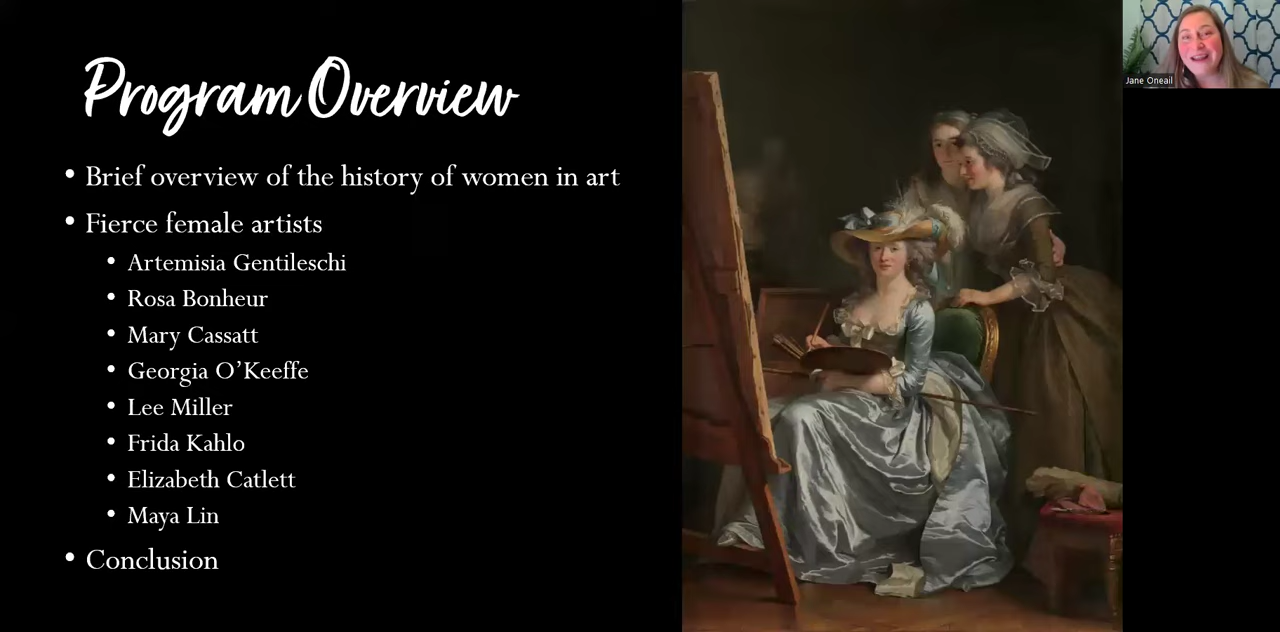 Program Overview
Brief overview of the history of women in art
Fierce female artists
Artemisia Gentileschi
Rosa Bonheur
Mary Cassatt
Georgia O’Keeffe
Lee Miller
Frida Kahlo
Elizabeth Catlett
Maya Lin
Conclusion
Jane Oneail